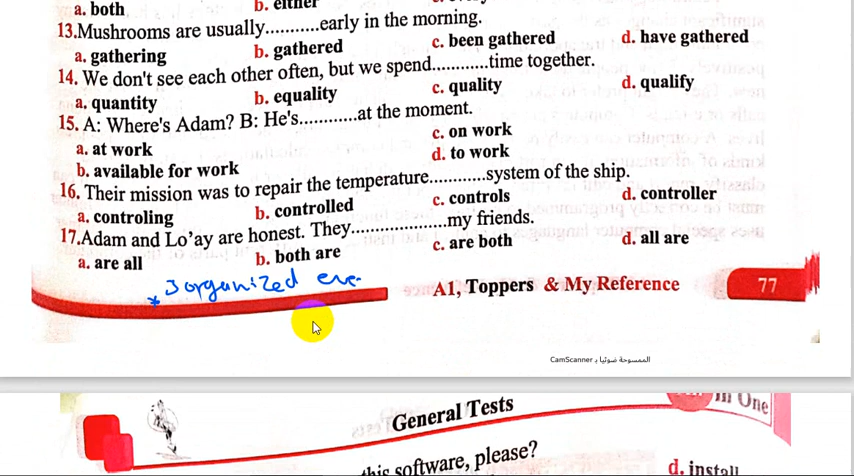 a. both b. either
13.Mushrooms are usually...........early in the morning.
a. gathering b. gathered c. been gathered d. have gathered
14. We don't see each other often, but we spend............time together.
a. quantity b. equality c. quality d. qualify
15. A: Where's Adam? B: He's............at the moment.
a. at work c. on work
b. available for work d. to work
16. Their mission was to repair the temperature............system of the ship.
a. controling b. controlled c. controls d. controller
17.Adam and Lo'ay are honest. They....................my friends.
a. are all b. both are c. are both d. all are
* organized
A1, Toppers & My Reference 77
الممسوحة ضوئيا بـ CamScanner
General Tests
in One
this software, please?
d. install